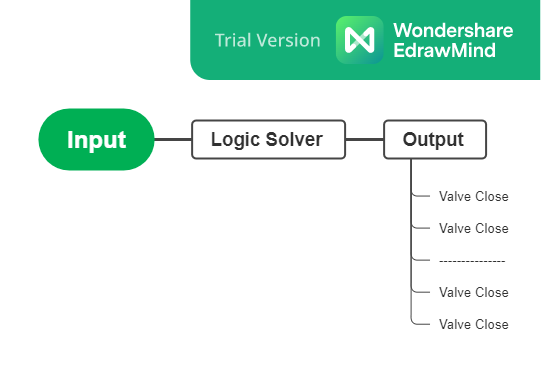 Trial Version
Wondershare
EdrawMind
Input
Logic Solver
Output
Valve Close
Valve Close
---------------
Valve Close
Valve Close